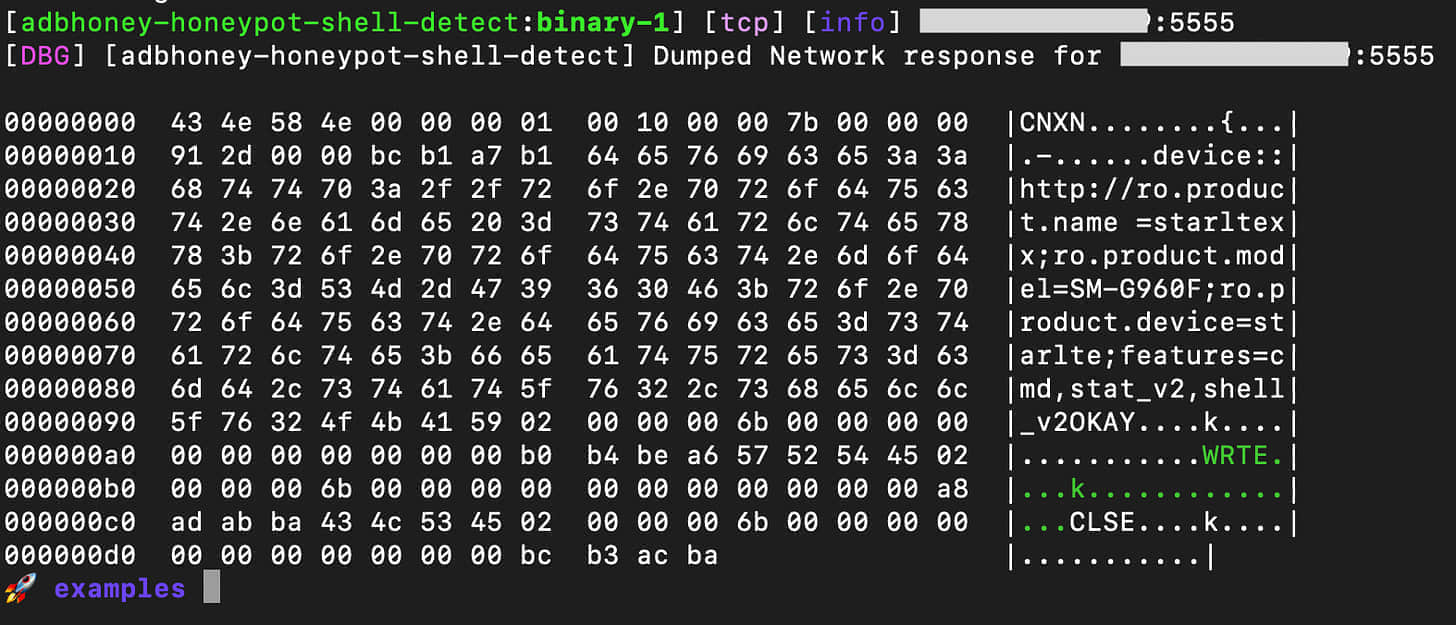 [adbhoney-honeypot-shell-detect:binary-1] [tcp] [info] :5555
[DBG] [adbhoney-honeypot-shell-detect] Dumped Network response for :5555
00000000  43 4e 58 4e 00 00 00 01  00 10 00 00 7b 00 00 00  |CNXN........{...|
00000010  91 2d 00 00 bc b1 a7 b1  64 65 76 69 63 65 3a 3a  |.-......device::|
00000020  68 74 74 70 3a 2f 2f 72  6f 2e 70 72 6f 64 75 63  |http://ro.produc|
00000030  74 2e 6e 61 6d 65 20 3d  73 74 61 72 6c 74 65 78  |t.name =starltex|
00000040  78 3b 72 6f 2e 70 72 6f  64 75 63 74 2e 6d 6f 64  |x;ro.product.mod|
00000050  65 6c 3d 53 4d 2d 47 39  36 30 46 3b 72 6f 2e 70  |el=SM-G960F;ro.p|
00000060  72 6f 64 75 63 74 2e 64  65 76 69 63 65 3d 73 74  |roduct.device=st|
00000070  61 72 6c 74 65 3b 66 65  61 74 75 72 65 73 3d 63  |arlte;features=c|
00000080  6d 64 2c 73 74 61 74 5f  76 32 2c 73 68 65 6c 6c  |md,stat_v2,shell|
00000090  5f 76 32 4f 4b 41 59 02  00 00 00 6b 00 00 00 00  |_v2OKAY....k....|
000000a0  00 00 00 00 00 00 00 b0  b4 be a6 57 52 54 45 02  |...........WRTE.|
000000b0  00 00 00 6b 00 00 00 00  00 00 00 00 00 00 00 a8  |...k............|
000000c0  ad ab ba 43 4c 53 45 02  00 00 00 6b 00 00 00 00  |...CLSE....k....|
000000d0  00 00 00 00 00 00 00 bc  b3 ac ba  |...........|
🚀 examples